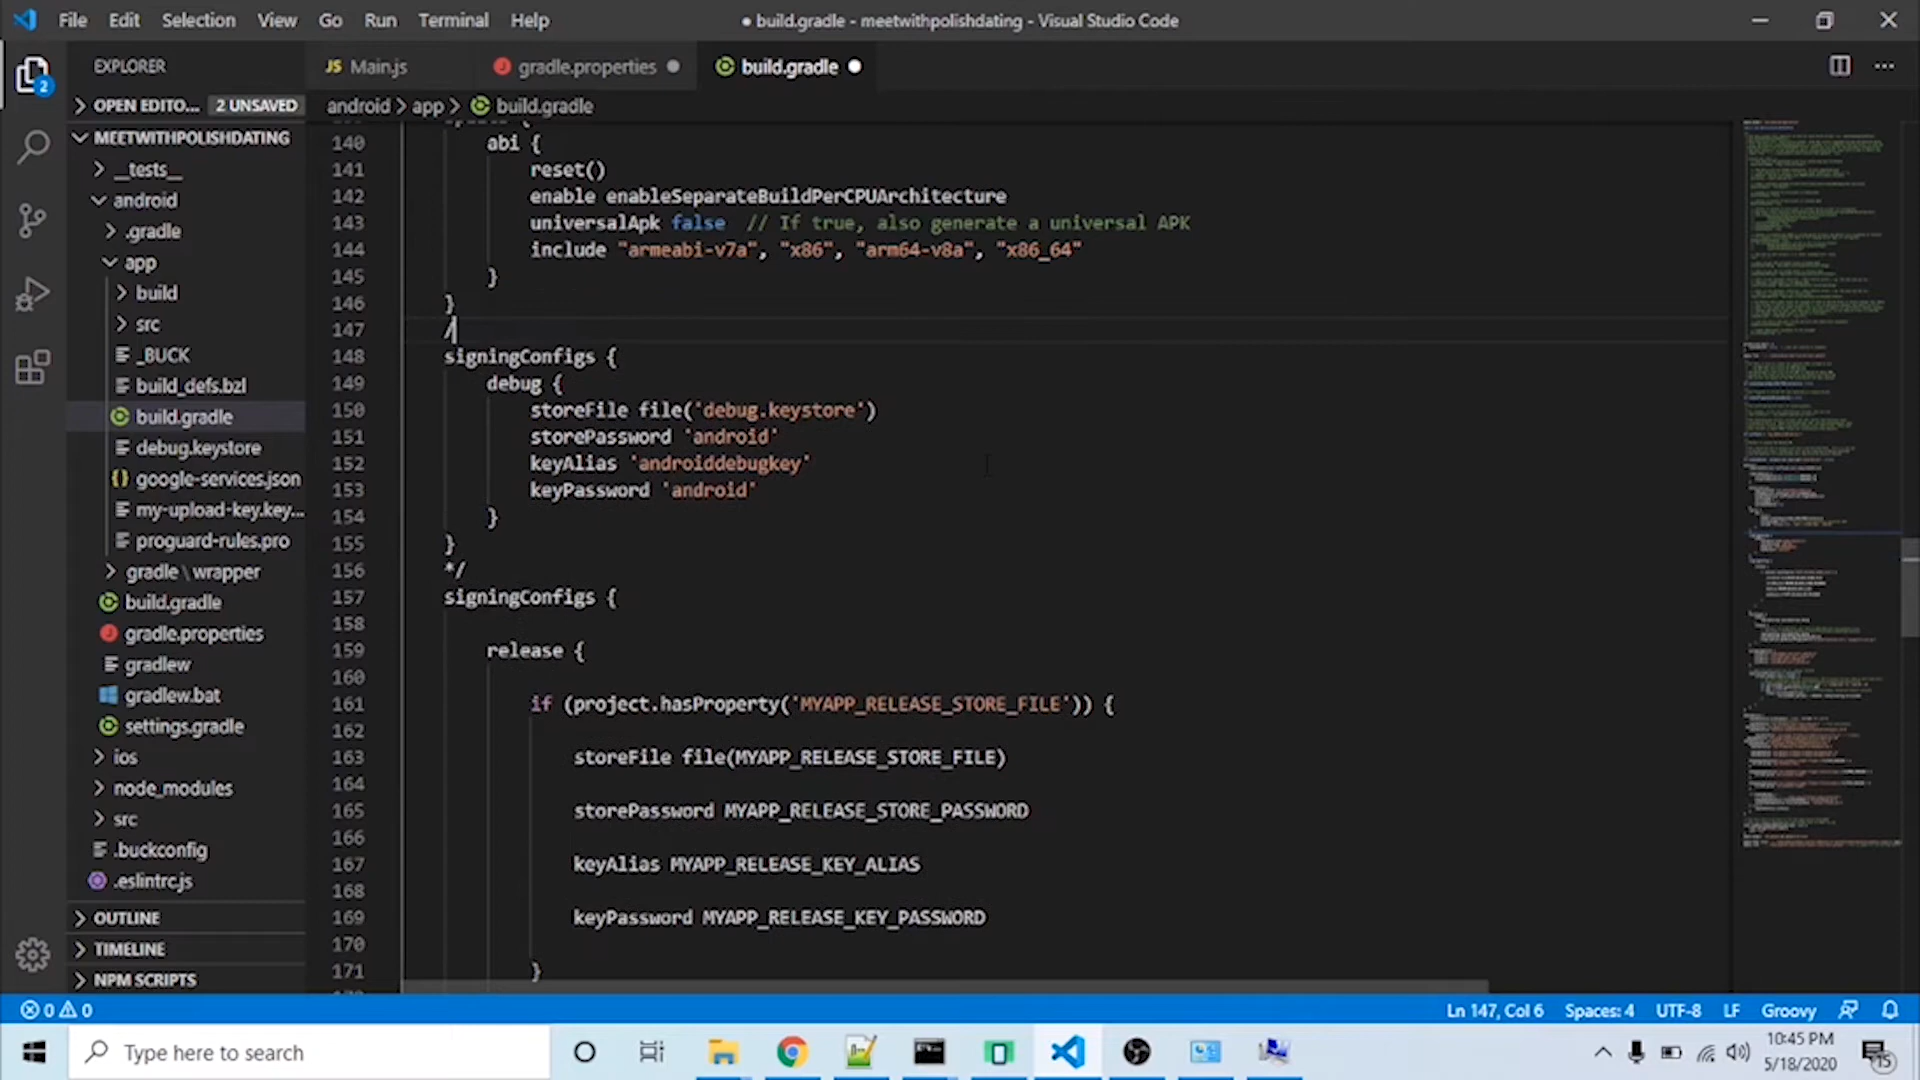 File Edit Selection View Go Run Terminal Help
● build.gradle - meetwithpolishdating - Visual Studio Code
EXPLORER
OPEN EDITO... 2 UNSAVED
MEETWITHPOLISHDATING
__tests__
android
.gradle
app
build
src
_BUCK
build_defs.bzl
build.gradle
debug.keystore
google-services.json
my-upload-key.key...
proguard-rules.pro
gradle\wrapper
build.gradle
gradle.properties
gradlew
gradlew.bat
settings.gradle
ios
node_modules
src
.buckconfig
.eslintrc.js
OUTLINE
TIMELINE
NPM SCRIPTS
2
JS Main.js
gradle.properties ●
build.gradle ●
android > app > build.gradle
140 abi {
141 reset()
142 enable enableSeparateBuildPerCPUArchitecture
143 universalApk false // If true, also generate a universal APK
144 include "armeabi-v7a", "x86", "arm64-v8a", "x86_64"
145 }
146 }
147 /
148 signingConfigs {
149 debug {
150 storeFile file('debug.keystore')
151 storePassword 'android'
152 keyAlias 'androiddebugkey'
153 keyPassword 'android'
154 }
155 }
156 */
157 signingConfigs {
158
159 release {
160
161 if (project.hasProperty('MYAPP_RELEASE_STORE_FILE')) {
162
163 storeFile file(MYAPP_RELEASE_STORE_FILE)
164
165 storePassword MYAPP_RELEASE_STORE_PASSWORD
166
167 keyAlias MYAPP_RELEASE_KEY_ALIAS
168
169 keyPassword MYAPP_RELEASE_KEY_PASSWORD
170
171 }
0 0
Ln 147, Col 6 Spaces: 4 UTF-8 LF Groovy
Type here to search
10:45 PM
5/18/2020
15